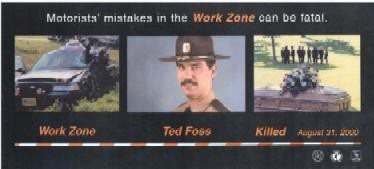 Motorists' mistakes in the Work Zone can be fatal.
Work Zone Ted Foss Killed August 31, 2000